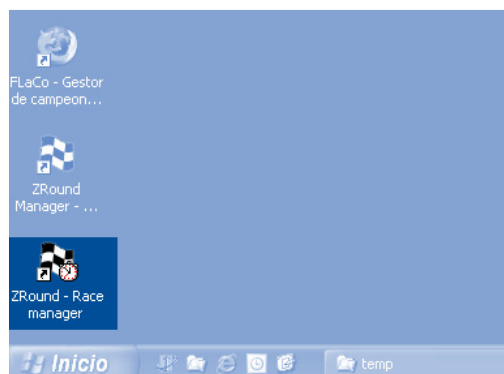 FLaCo - Gestor
de campeon...
ZRound
Manager - ...
ZRound - Race
manager
Inicio
temp